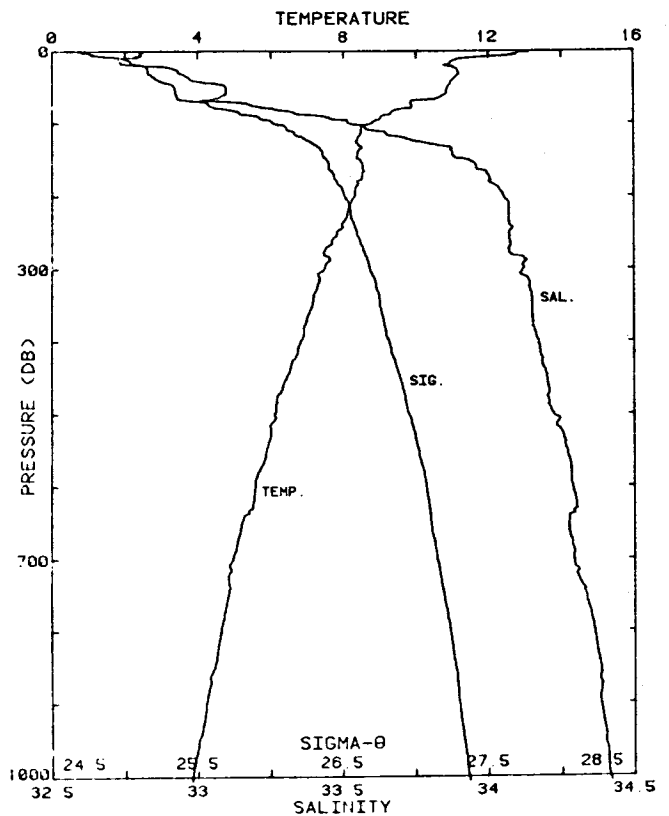 TEMPERATURE
0 4 8 12 16
0
300
SAL.
SIG.
PRESSURE (DB)
TEMP.
700
SIGMA-θ
1000
24 5 25.5 26.5 27.5 28 5
32 5 33 33 5 34 34.5
SALINITY